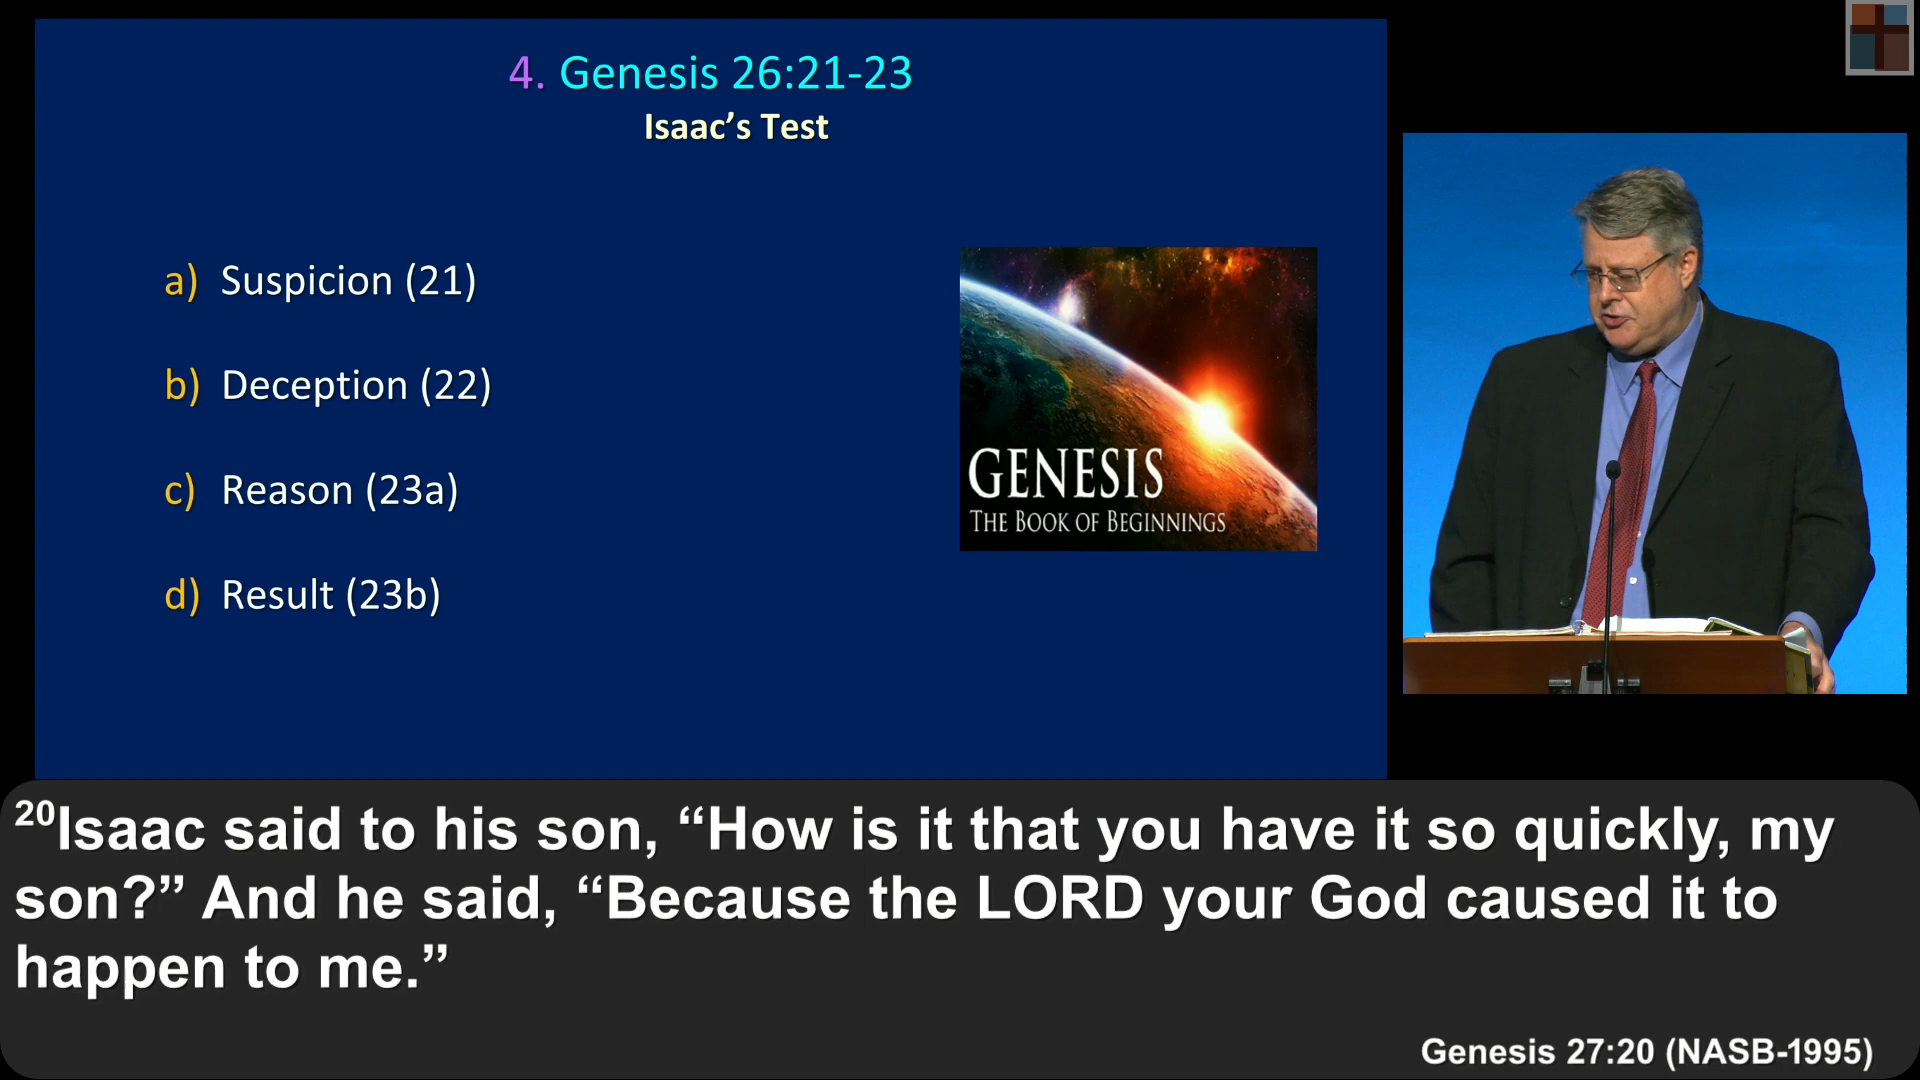 4. Genesis 26:21-23
Isaac’s Test
a) Suspicion (21)
b) Deception (22)
c) Reason (23a)
d) Result (23b)
GENESIS
THE BOOK OF BEGINNINGS
20Isaac said to his son, “How is it that you have it so quickly, my
son?” And he said, “Because the LORD your God caused it to
happen to me.”
Genesis 27:20 (NASB-1995)